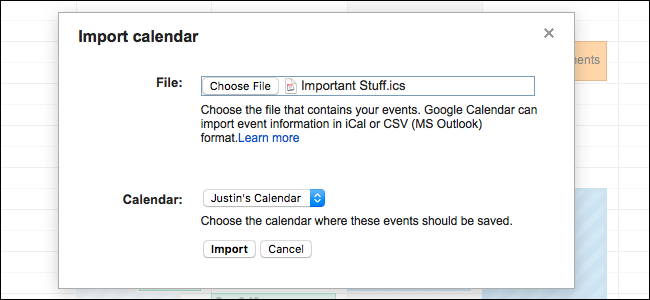 Import calendar
File: Choose File Important Stuff.ics
Choose the file that contains your events. Google Calendar can
import event information in iCal or CSV (MS Outlook)
format.Learn more
Calendar: Justin's Calendar
Choose the calendar where these events should be saved.
Import Cancel